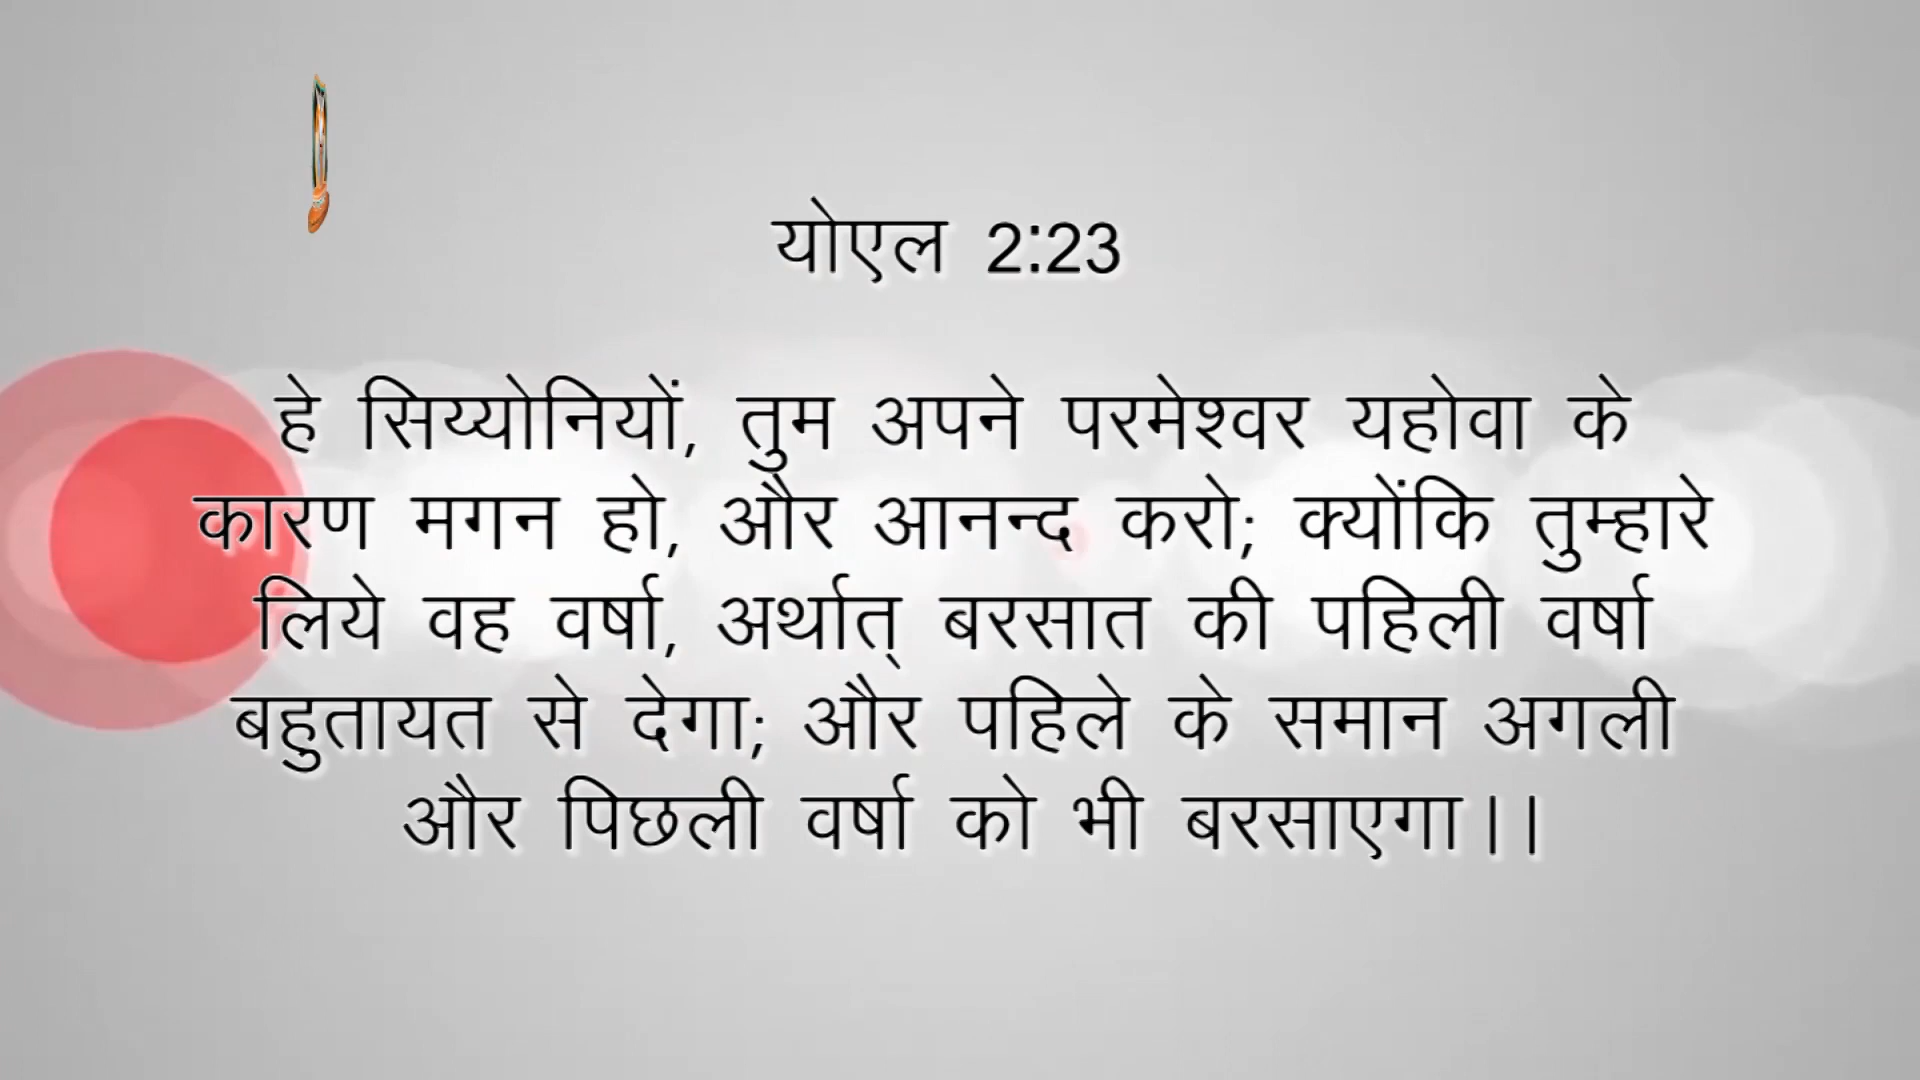 योएल 2:23
हे सिय्योनियों, तुम अपने परमेश्वर यहोवा के
कारण मगन हो, और आनन्द करो; क्योंकि तुम्हारे
लिये वह वर्षा, अर्थात् बरसात की पहिली वर्षा
बहुतायत से देगा; और पहिले के समान अगली
और पिछली वर्षा को भी बरसाएगा।।